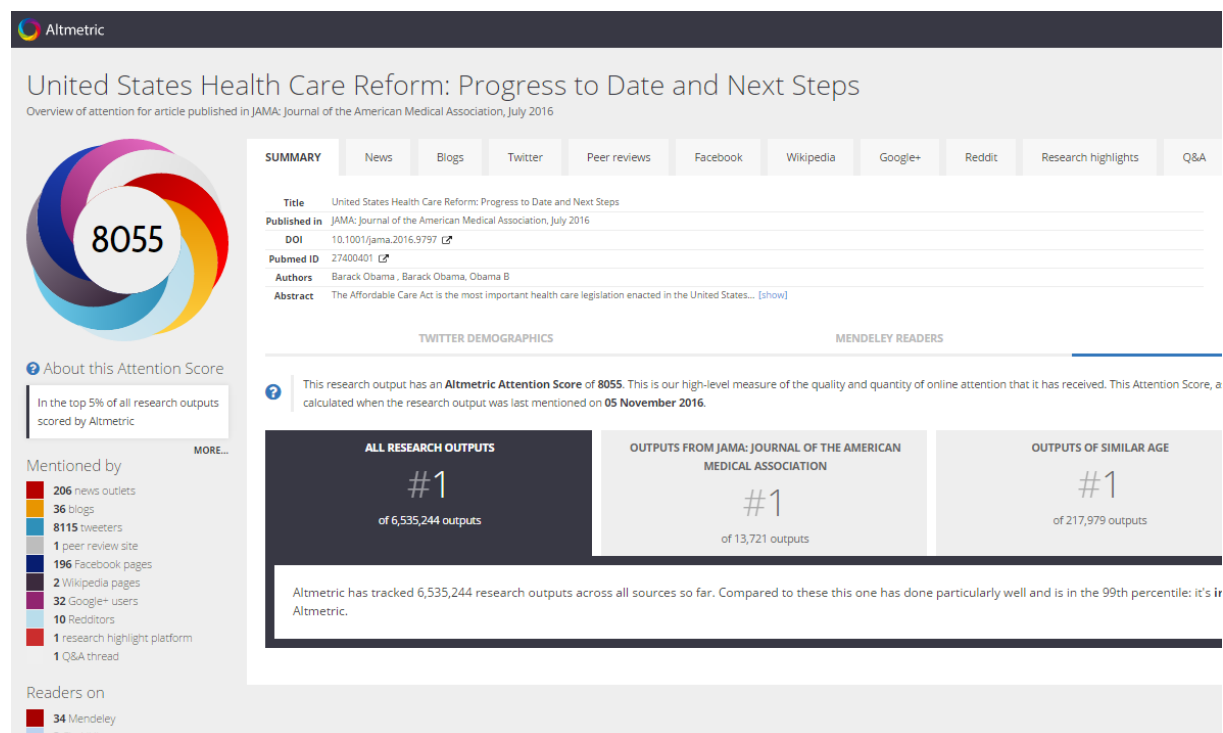 Altmetric
United States Health Care Reform: Progress to Date and Next Steps
Overview of attention for article published in JAMA: Journal of the American Medical Association, July 2016
8055
About this Attention Score
In the top 5% of all research outputs
scored by Altmetric
MORE...
Mentioned by
206 news outlets
36 blogs
8115 tweeters
1 peer review site
196 Facebook pages
2 Wikipedia pages
32 Google+ users
10 Redditors
1 research highlight platform
1 Q&A thread
Readers on
34 Mendeley
SUMMARY News Blogs Twitter Peer reviews Facebook Wikipedia Google+ Reddit Research highlights Q&A
Title United States Health Care Reform: Progress to Date and Next Steps
Published in JAMA: Journal of the American Medical Association, July 2016
DOI 10.1001/jama.2016.9797
Pubmed ID 27400401
Authors Barack Obama , Barack Obama, Obama B
Abstract The Affordable Care Act is the most important health care legislation enacted in the United States... [show]
TWITTER DEMOGRAPHICS MENDELEY READERS
? This research output has an Altmetric Attention Score of 8055. This is our high-level measure of the quality and quantity of online attention that it has received. This Attention Score, a
calculated when the research output was last mentioned on 05 November 2016.
ALL RESEARCH OUTPUTS
#1
of 6,535,244 outputs
OUTPUTS FROM JAMA: JOURNAL OF THE AMERICAN
MEDICAL ASSOCIATION
#1
of 13,721 outputs
OUTPUTS OF SIMILAR AGE
#1
of 217,979 outputs
Altmetric has tracked 6,535,244 research outputs across all sources so far. Compared to these this one has done particularly well and is in the 99th percentile: it's
Altmetric.